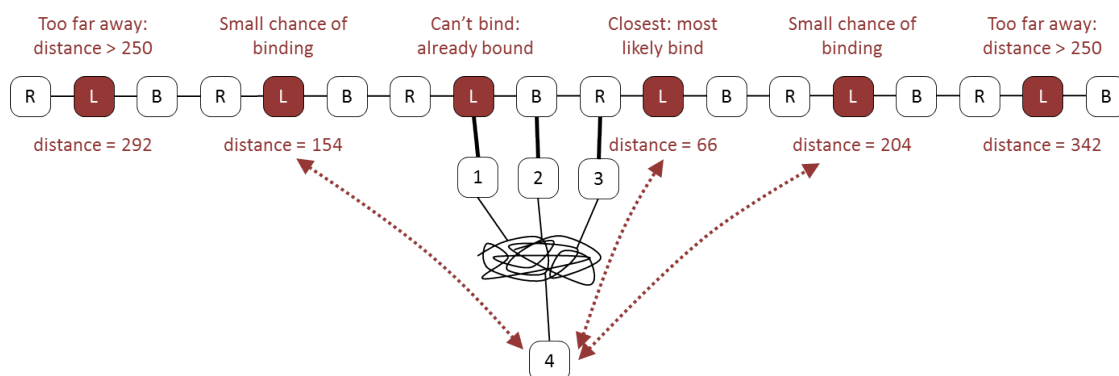 Too far away:
distance > 250
Small chance of
binding
Can't bind:
already bound
Closest: most
likely bind
Small chance of
binding
Too far away:
distance > 250
R L B R L B R L B R L B R L B R L B
distance = 292
distance = 154
distance = 66
distance = 204
distance = 342
1 2 3
4